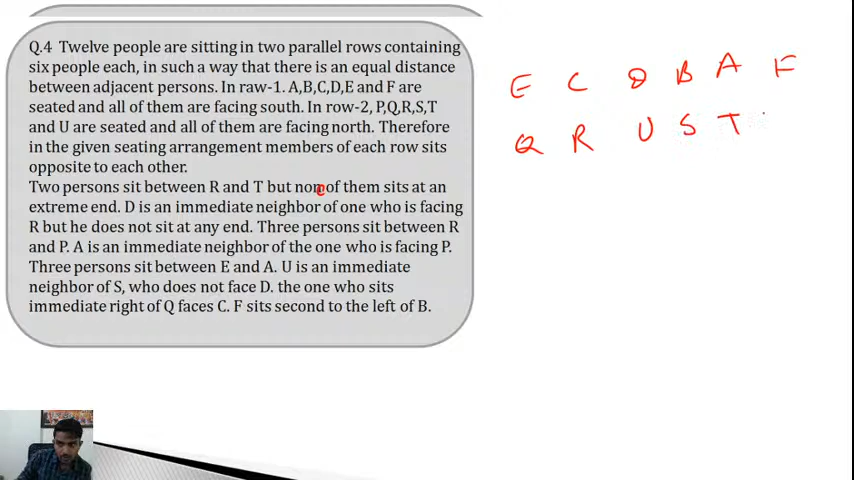 Q.4 Twelve people are sitting in two parallel rows containing
six people each, in such a way that there is an equal distance
between adjacent persons. In raw-1. A,B,C,D,E and F are
seated and all of them are facing south. In row-2, P,Q,R,S,T
and U are seated and all of them are facing north. Therefore
in the given seating arrangement members of each row sits
opposite to each other.
Two persons sit between R and T but none of them sits at an
extreme end. D is an immediate neighbor of one who is facing
R but he does not sit at any end. Three persons sit between R
and P. A is an immediate neighbor of the one who is facing P.
Three persons sit between E and A. U is an immediate
neighbor of S, who does not face D. the one who sits
immediate right of Q faces C. F sits second to the left of B.
E C D B A F
Q R U S T